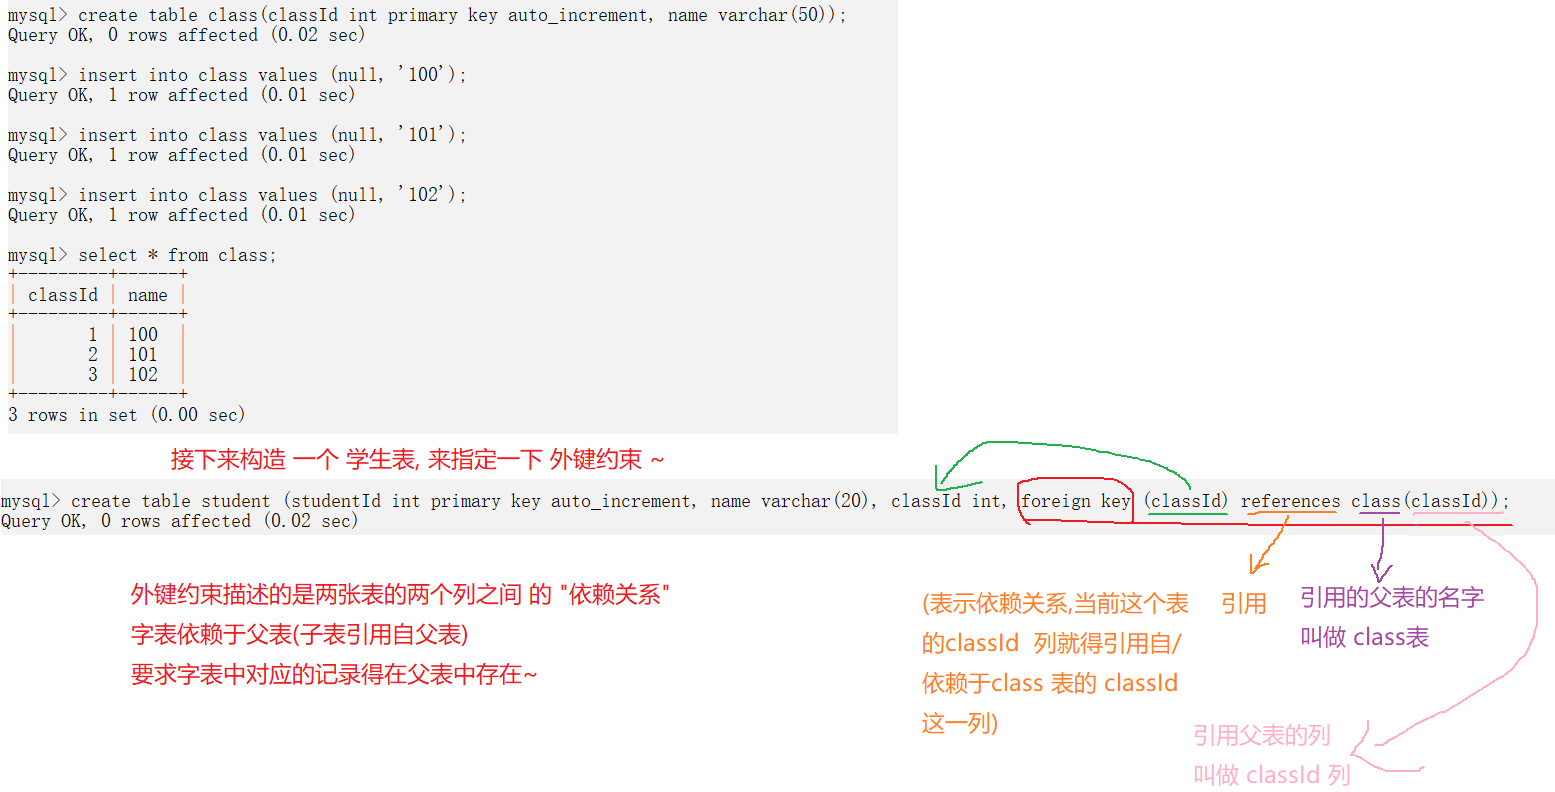 mysql> create table class(classId int primary key auto_increment, name varchar(50));
Query OK, 0 rows affected (0.02 sec)
mysql> insert into class values (null, '100');
Query OK, 1 row affected (0.01 sec)
mysql> insert into class values (null, '101');
Query OK, 1 row affected (0.01 sec)
mysql> insert into class values (null, '102');
Query OK, 1 row affected (0.01 sec)
mysql> select * from class;
+---------+------+
| classId | name |
+---------+------+
| 1 | 100 |
| 2 | 101 |
| 3 | 102 |
+---------+------+
3 rows in set (0.00 sec)
接下来构造 一个 学生表, 来指定一下 外键约束 ~
mysql> create table student (studentId int primary key auto_increment, name varchar(20), classId int, foreign key (classId) references class(classId));
Query OK, 0 rows affected (0.02 sec)
外键约束描述的是两张表的两个列之间 的 "依赖关系"
字表依赖于父表(子表引用自父表)
要求字表中对应的记录得在父表中存在~
(表示依赖关系,当前这个表
的classId 列就得引用自/
依赖于class 表的 classId
这一列)
引用
引用的父表的名字
叫做 class表
引用父表的列
叫做 classId 列